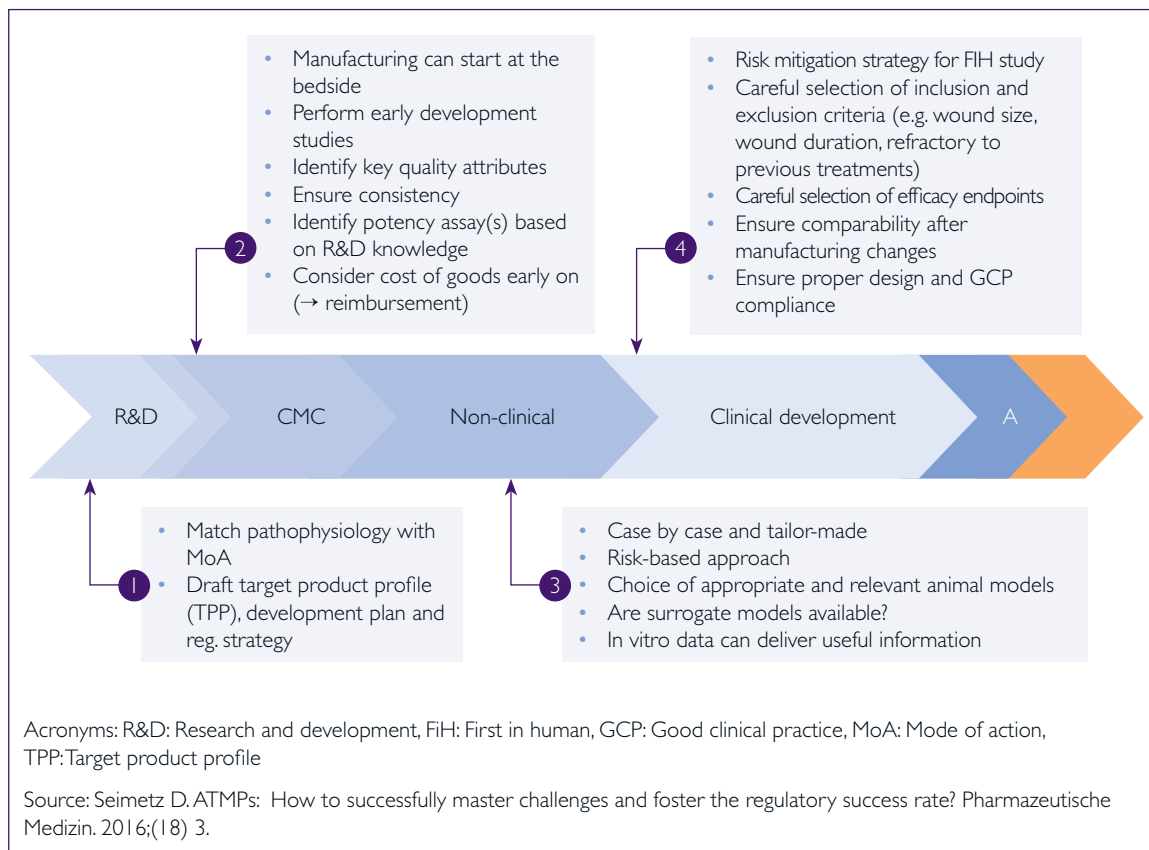 • Manufacturing can start at the
bedside
• Perform early development
studies
• Identify key quality attributes
• Ensure consistency
• Identify potency assay(s) based
on R&D knowledge
• Consider cost of goods early on
(→ reimbursement)
2
• Risk mitigation strategy for FIH study
• Careful selection of inclusion and
exclusion criteria (e.g. wound size,
wound duration, refractory to
previous treatments)
• Careful selection of efficacy endpoints
• Ensure comparability after
manufacturing changes
• Ensure proper design and GCP
compliance
4
R&D
CMC
Non-clinical
Clinical development
A
1
• Match pathophysiology with
MoA
• Draft target product profile
(TPP), development plan and
reg. strategy
3
• Case by case and tailor-made
• Risk-based approach
• Choice of appropriate and relevant animal models
• Are surrogate models available?
• In vitro data can deliver useful information
Acronyms: R&D: Research and development, FiH: First in human, GCP: Good clinical practice, MoA: Mode of action,
TPP: Target product profile
Source: Seimetz D. ATMPs: How to successfully master challenges and foster the regulatory success rate? Pharmazeutische
Medizin. 2016;(18) 3.